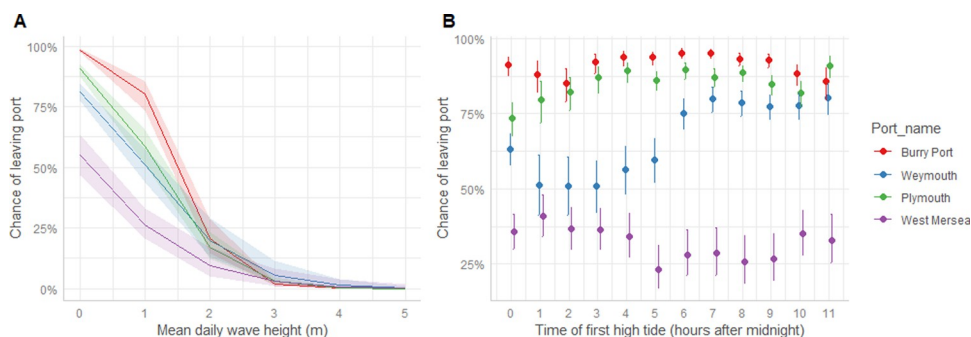 A
Chance of leaving port
100%
75%
50%
25%
0%
0 1 2 3 4 5
Mean daily wave height (m)
B
Chance of leaving port
100%
75%
50%
25%
0 1 2 3 4 5 6 7 8 9 10 11
Time of first high tide (hours after midnight)
Port_name
Burry Port
Weymouth
Plymouth
West Mersea